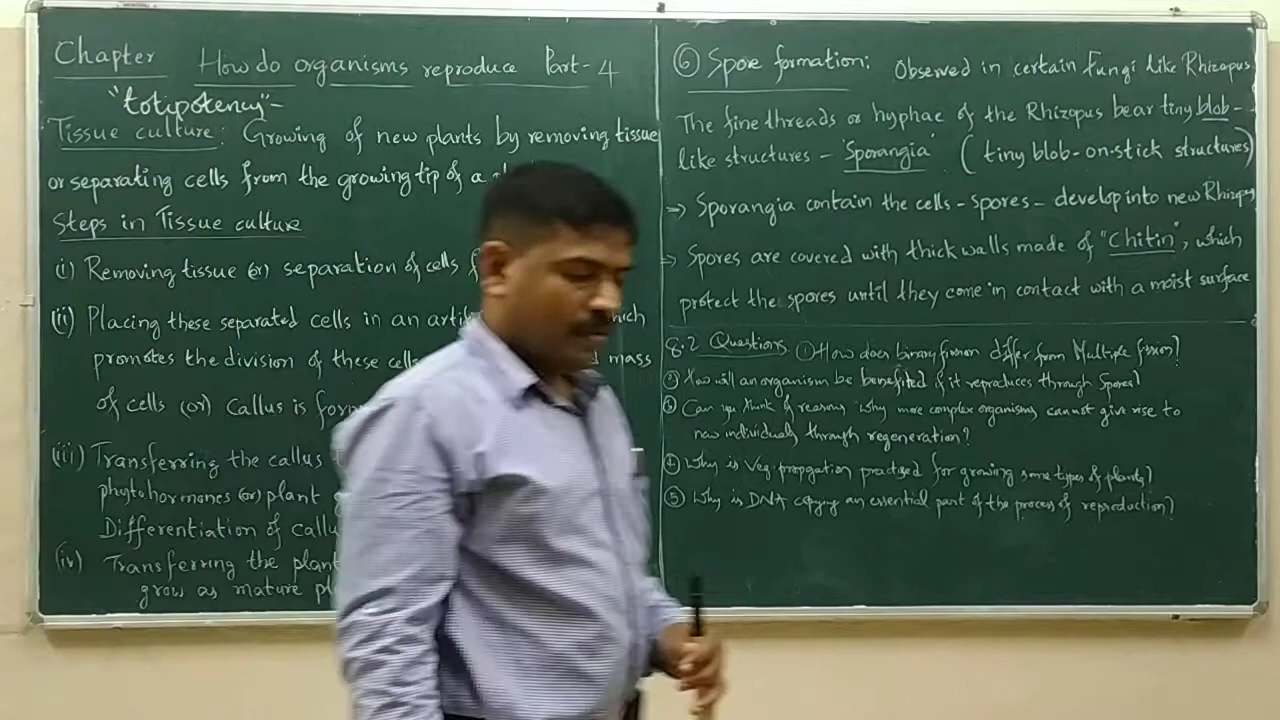 Chapter How do organisms reproduce Part-4
"totipotency"-
Tissue culture: Growing of new plants by removing tissue
or separating cells from the growing tip of a
Steps in Tissue culture
(i) Removing tissue (or) separation of cells
(ii) Placing these separated cells in an
promotes the division of these mass
of cells (or) callus is
(iii) Transferring the callus
phytohormones (or) plant
Differentiation of
(iv) Transferring the
grow as mature
⑥ Spore formation: Observed in certain fungi like Rhizopus
The fine threads or hyphae of the Rhizopus bear tiny blob-
like structures - 'Sporangia' (tiny blob-on-stick structures)
=> Sporangia contain the cells - spores - develop into new Rhizopus
=> Spores are covered with thick walls made of "Chitin", which
protect the spores until they come in contact with a moist surface
8.2 Questions ① How does binary fission differ from Multiple fission?
② How will an organism be benefited if it reproduces through Spores?
③ Can you think of reasons why more complex organisms cannot give rise to
new individuals through regeneration?
④ Why is Veg. propgation practised for growing some types of plants?
⑤ Why is DNA copying an essential part of the process of reproduction?